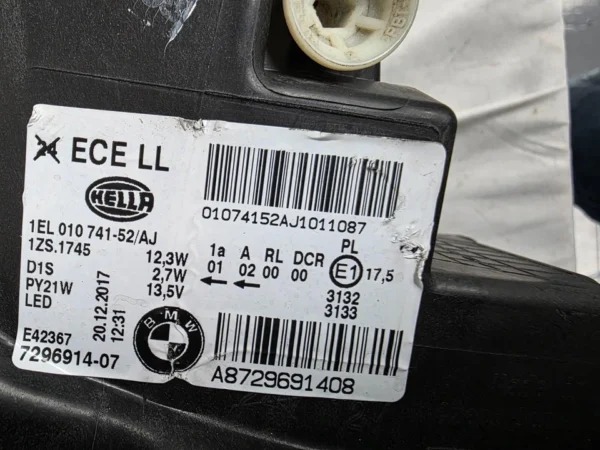 RBT
24 ECE LL
HELLA
01074152AJ1011087
1EL 010 741-52/AJ
1ZS.1745
12,3W
D1S 2,7W
PY21W 13,5V
LED
1a A RL DCR PL
01 02 00 00 E1 17,5
← ←
3132
3133
20.12.2017
12:31
E42367
7296914-07
BMW
A8729691408